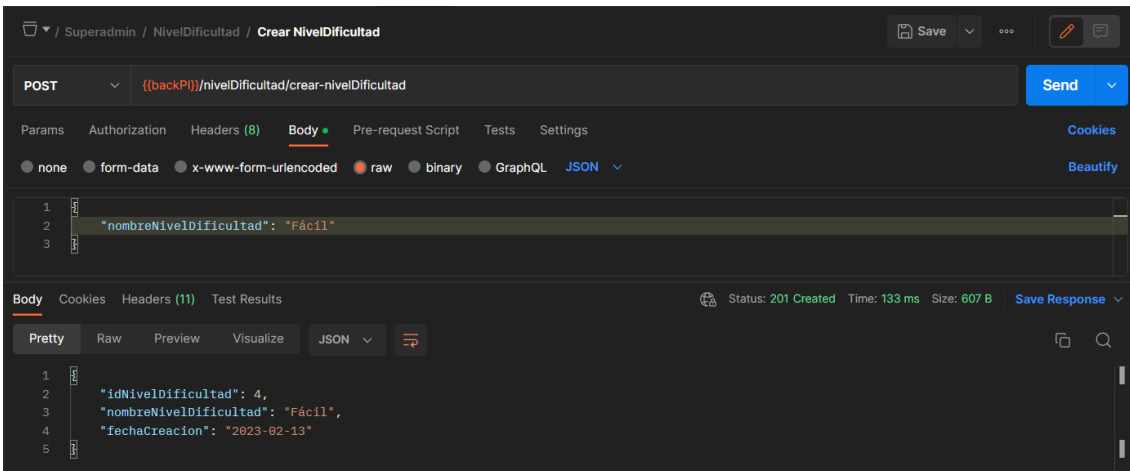 / Superadmin / NivelDificultad / Crear NivelDificultad
Save
POST
{{backPI}}/nivelDificultad/crear-nivelDificultad
Send
Params Authorization Headers (8) Body Pre-request Script Tests Settings Cookies
none form-data x-www-form-urlencoded raw binary GraphQL JSON Beautify
1 {
2 "nombreNivelDificultad": "Fácil"
3 }
Body Cookies Headers (11) Test Results Status: 201 Created Time: 133 ms Size: 607 B Save Response
Pretty Raw Preview Visualize JSON
1 {
2 "idNivelDificultad": 4,
3 "nombreNivelDificultad": "Fácil",
4 "fechaCreacion": "2023-02-13"
5 }